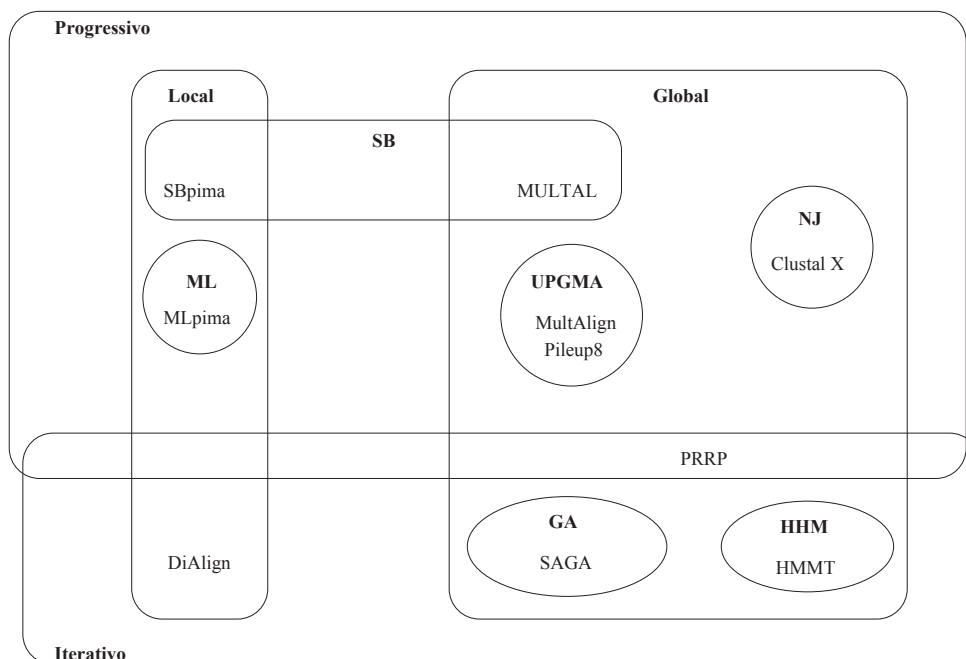 Progressivo
Local
Global
SB
SBpima
MULTAL
NJ
Clustal X
ML
MLpima
UPGMA
MultAlign
Pileup8
PRRP
GA
SAGA
HHM
HMMT
DiAlign
Iterativo